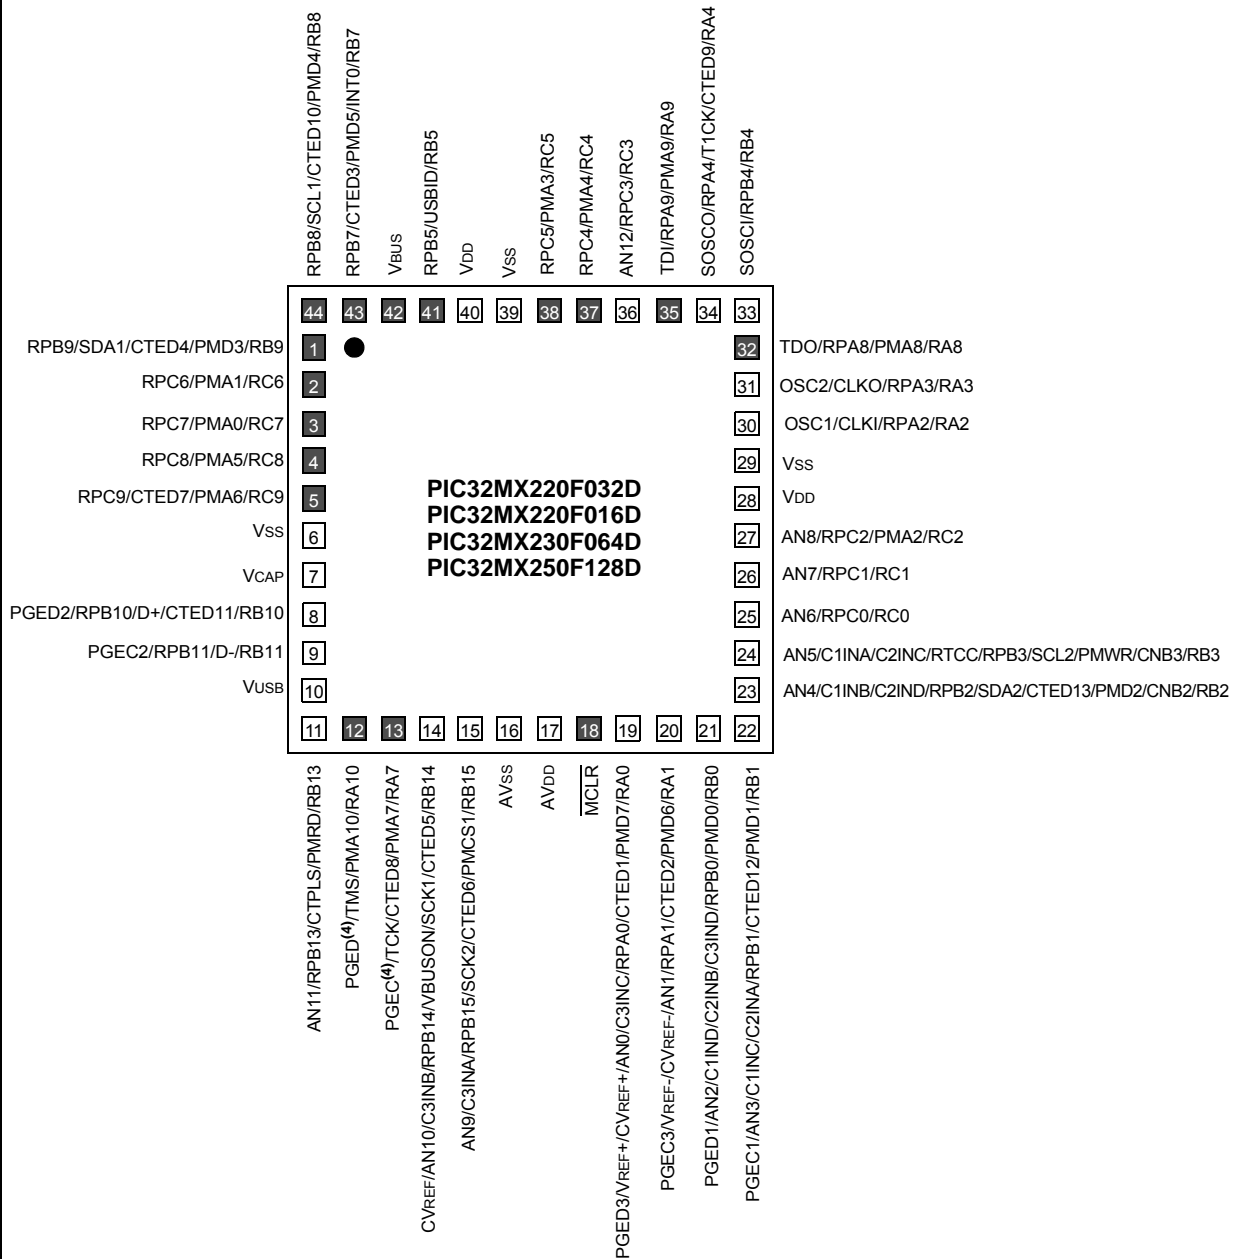 RPB8/SCL1/CTED10/PMD4/RB8
RPB7/CTED3/PMD5/INT0/RB7
VBUS
RPB5/USBID/RB5
VDD
VSS
RPC5/PMA3/RC5
RPC4/PMA4/RC4
AN12/RPC3/RC3
TDI/RPA9/PMA9/RA9
SOSCO/RPA4/T1CK/CTED9/RA4
SOSCI/RPB4/RB4
44 43 42 41 40 39 38 37 36 35 34 33
RPB9/SDA1/CTED4/PMD3/RB9 1
RPC6/PMA1/RC6 2
RPC7/PMA0/RC7 3
RPC8/PMA5/RC8 4
RPC9/CTED7/PMA6/RC9 5
VSS 6
VCAP 7
PGED2/RPB10/D+/CTED11/RB10 8
PGEC2/RPB11/D-/RB11 9
VUSB 10
PIC32MX220F032D
PIC32MX220F016D
PIC32MX230F064D
PIC32MX250F128D
32 TDO/RPA8/PMA8/RA8
31 OSC2/CLKO/RPA3/RA3
30 OSC1/CLKI/RPA2/RA2
29 VSS
28 VDD
27 AN8/RPC2/PMA2/RC2
26 AN7/RPC1/RC1
25 AN6/RPC0/RC0
24 AN5/C1INA/C2INC/RTCC/RPB3/SCL2/PMWR/CNB3/RB3
23 AN4/C1INB/C2IND/RPB2/SDA2/CTED13/PMD2/CNB2/RB2
11 12 13 14 15 16 17 18 19 20 21 22
AN11/RPB13/CTPLS/PMRD/RB13
PGED(4)/TMS/PMA10/RA10
PGEC(4)/TCK/CTED8/PMA7/RA7
CVREF/AN10/C3INB/RPB14/VBUSON/SCK1/CTED5/RB14
AN9/C3INA/RPB15/SCK2/CTED6/PMCS1/RB15
AVSS
AVDD
MCLR
PGED3/VREF+/CVREF+/AN0/C3INC/RPA0/CTED1/PMD7/RA0
PGEC3/VREF-/CVREF-/AN1/RPA1/CTED2/PMD6/RA1
PGED1/AN2/C1IND/C2INB/C3IND/RPB0/PMD0/RB0
PGEC1/AN3/C1INC/C2INA/RPB1/CTED12/PMD1/RB1